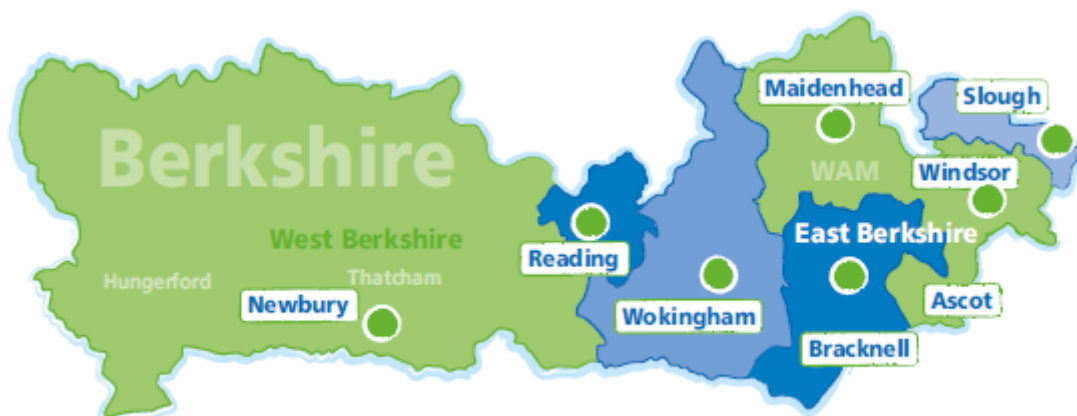 Berkshire
West Berkshire
Hungerford
Thatcham
Newbury
Reading
Wokingham
Maidenhead
WAM
Slough
Windsor
East Berkshire
Ascot
Bracknell